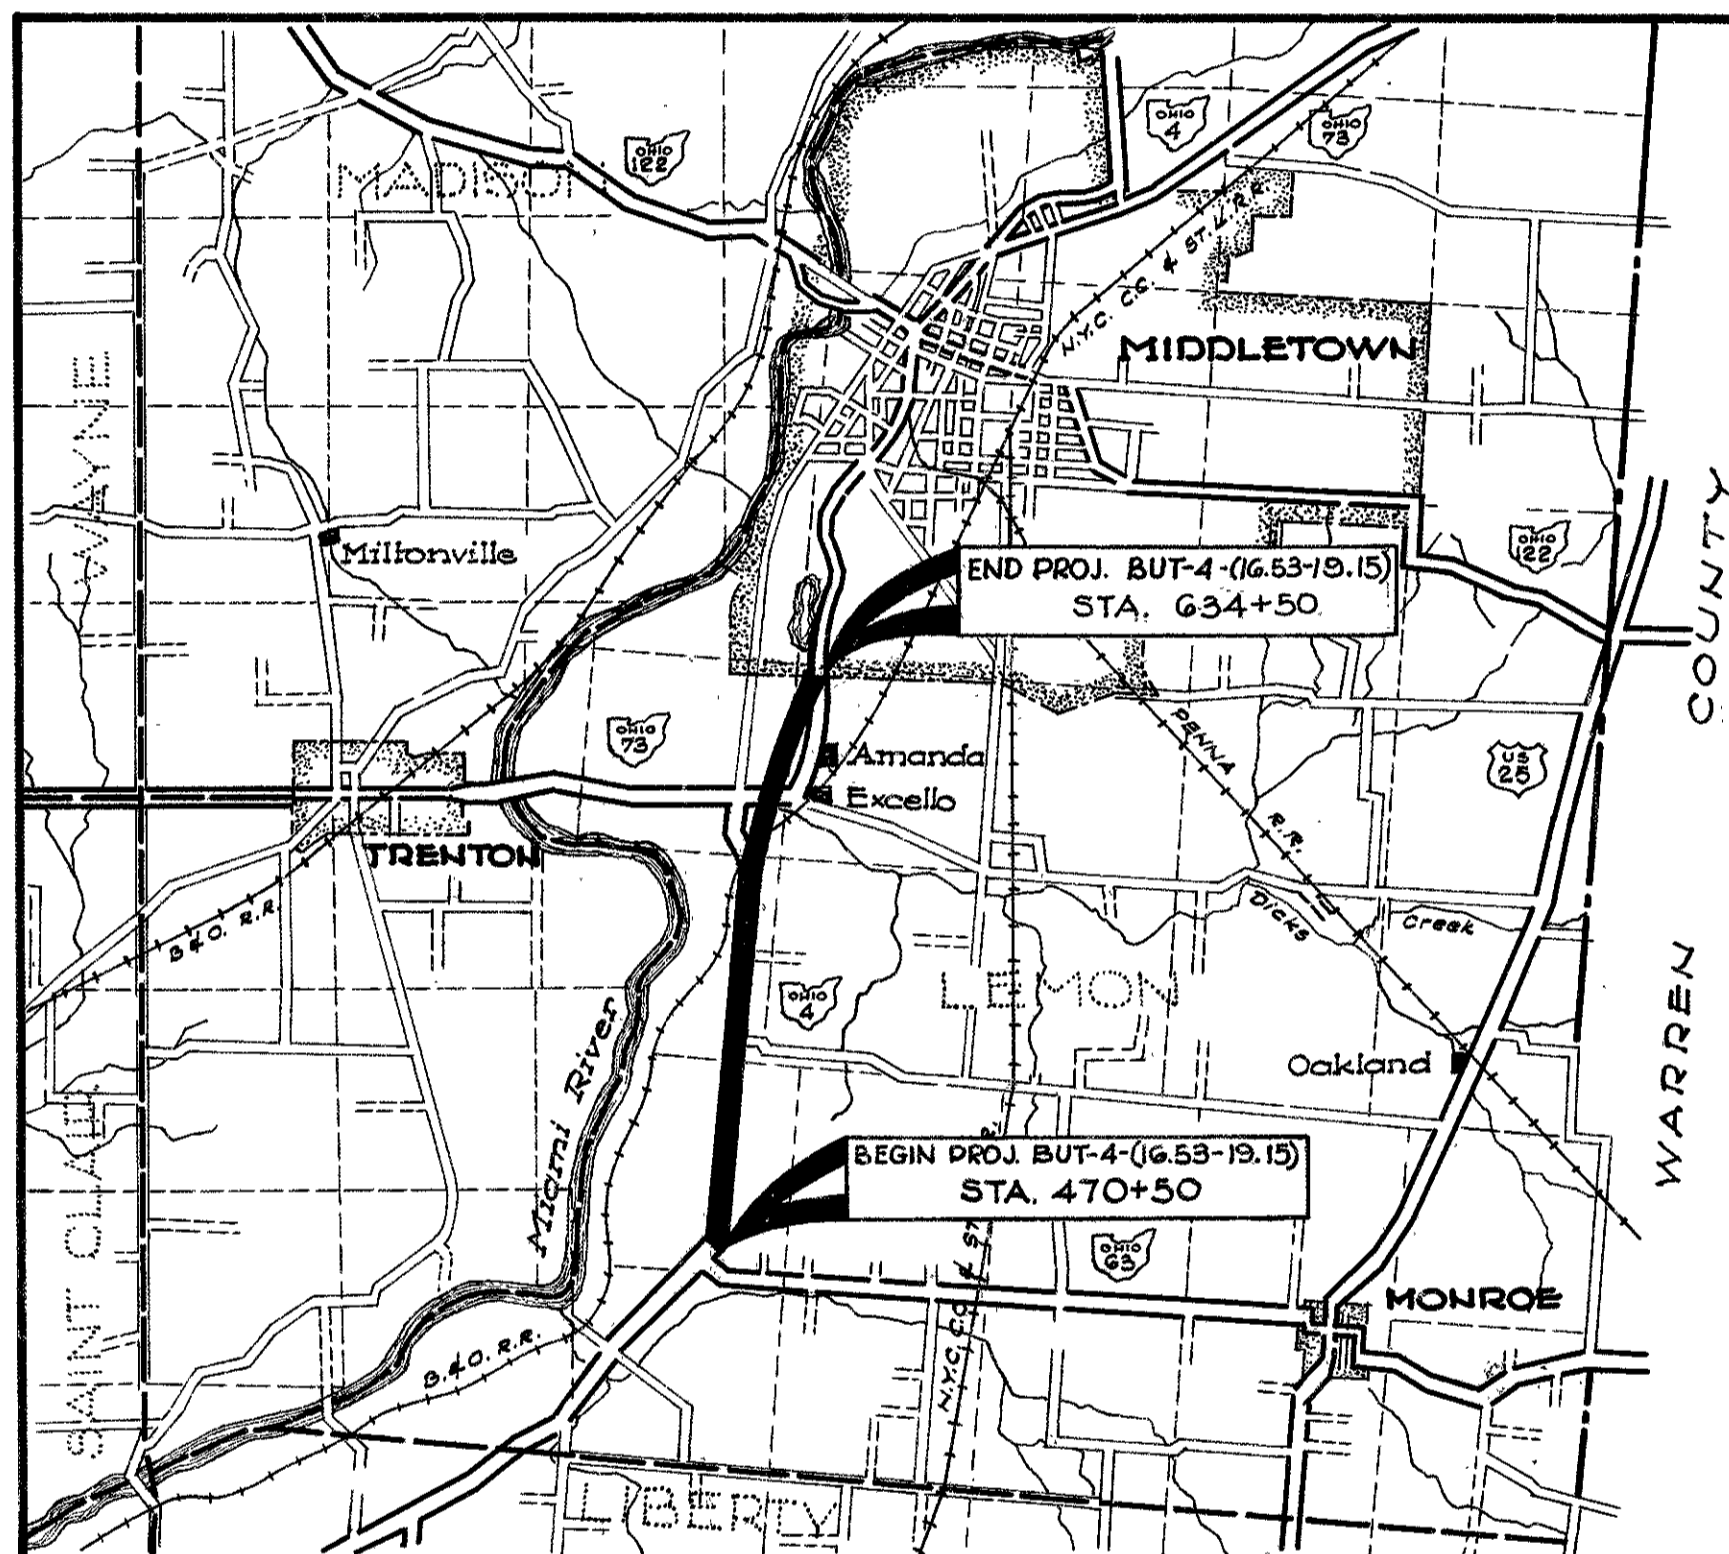 OHIO
4
OHIO
73
OHIO
122
MADISON
N.Y.C. C.C. & ST. L. R.R.
MIDDLETOWN
WAYNE
COUNTY
Miltonville
OHIO
122
END PROJ. BUT-4-(16.53-19.15)
STA. 634+50
OHIO
73
PENNA R.R.
Amanda
US
25
Excello
TRENTON
B.&O. R.R.
Dicks Creek
LEMON
OHIO
4
WARREN
Miami River
Oakland
BEGIN PROJ. BUT-4-(16.53-19.15)
STA. 470+50
SAINT CLAIR
OHIO
63
MONROE
B.&O. R.R.
N.Y.C. C.C. & ST. R.
LIBERTY